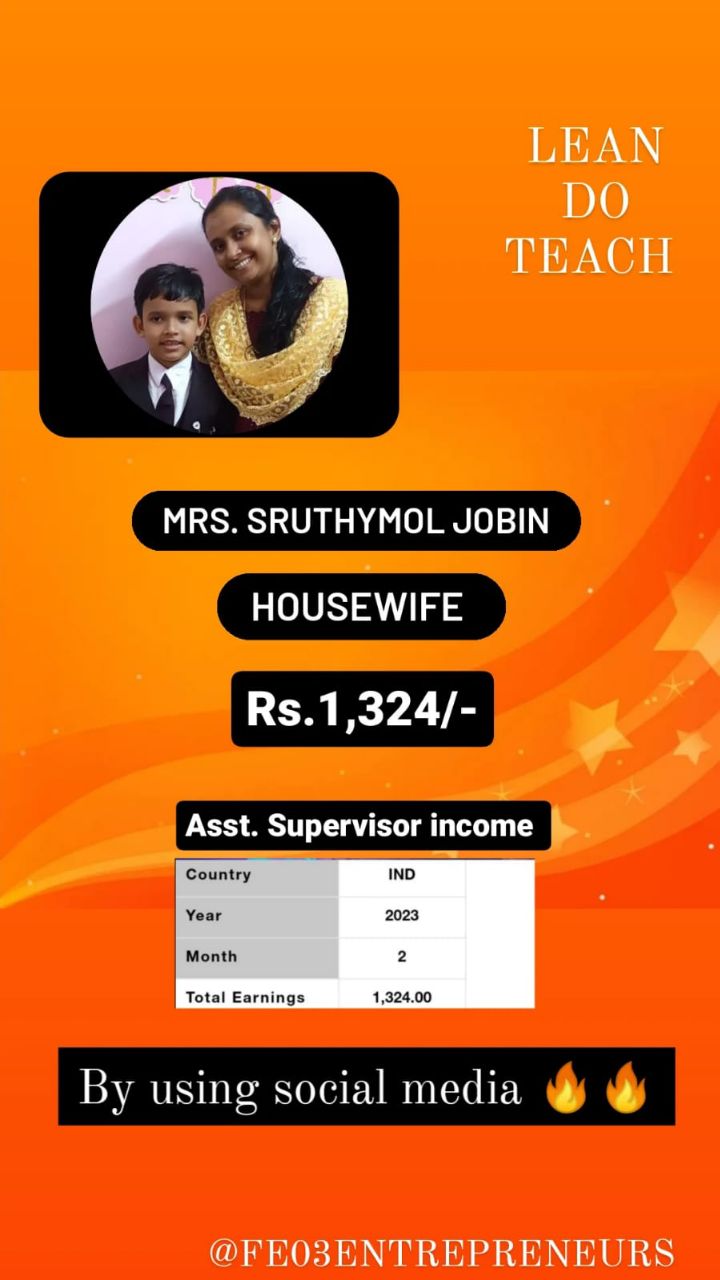 LEAN
DO
TEACH
MRS. SRUTHYMOL JOBIN
HOUSEWIFE
Rs.1,324/-
Asst. Supervisor income
Country IND
Year 2023
Month 2
Total Earnings 1,324.00
By using social media 🔥🔥
@FE03ENTREPRENEURS